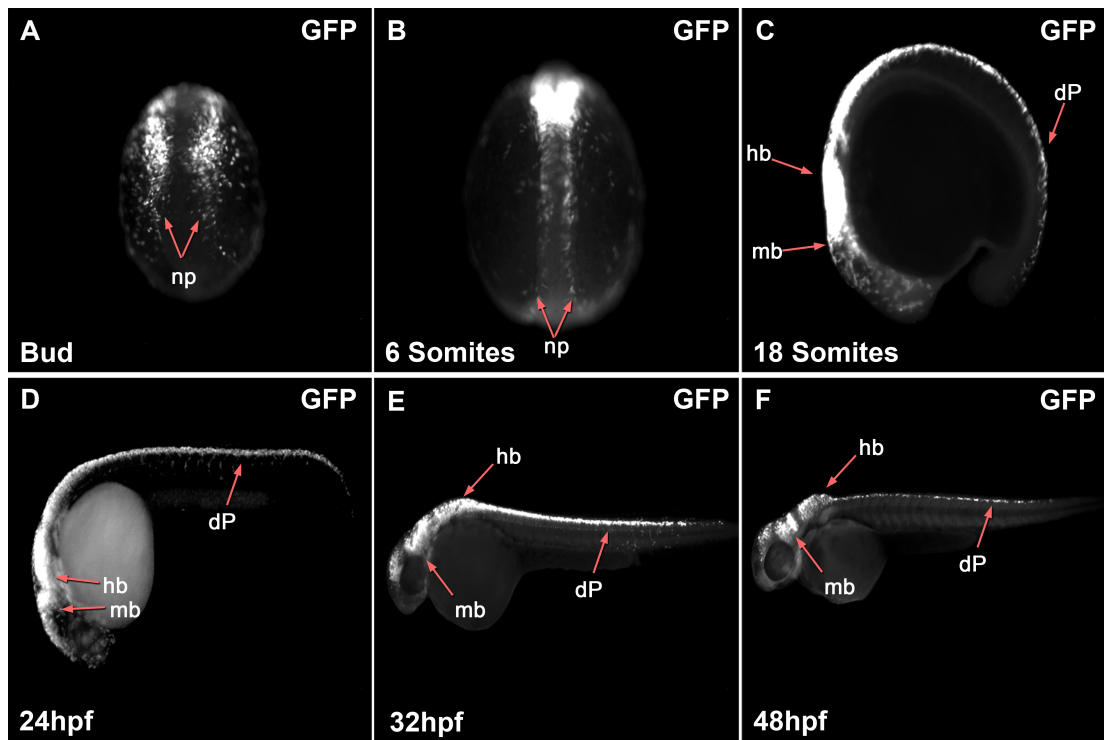 A GFP
np
Bud
B GFP
np
6 Somites
C GFP
dP
hb
mb
18 Somites
D GFP
dP
hb
mb
24hpf
E GFP
hb
dP
mb
32hpf
F GFP
hb
dP
mb
48hpf